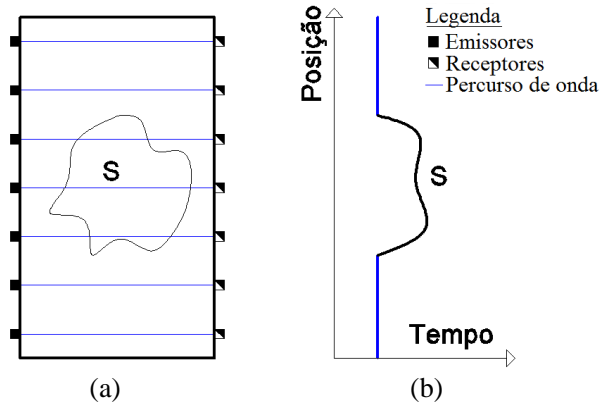 Legenda
Emissores
Receptores
Percurso de onda
S
Posição
S
Tempo
(a)
(b)